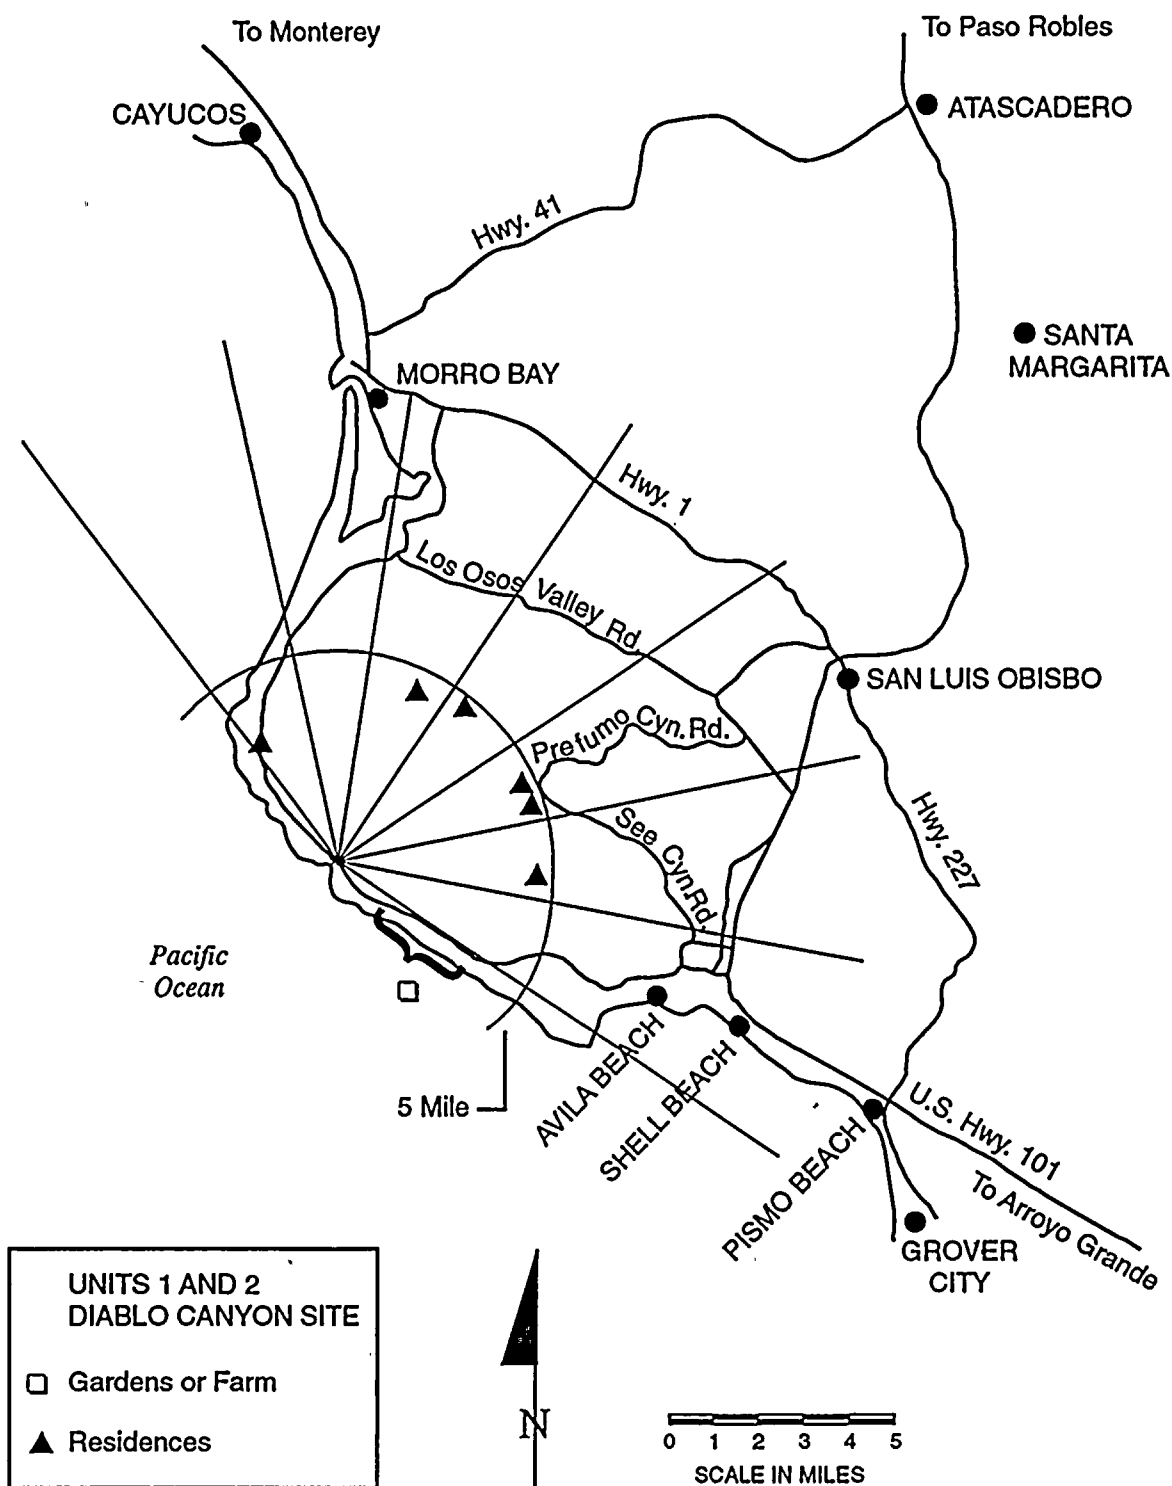 To Monterey
To Paso Robles
CAYUCOS
ATASCADERO
Hwy. 41
SANTA
MARGARITA
MORRO BAY
Hwy. 1
Los Osos Valley Rd.
SAN LUIS OBISBO
Prefumo Cyn. Rd.
See Cyn.Rd.
Hwy. 227
Pacific
Ocean
5 Mile
AVILA BEACH
SHELL BEACH
PISMO BEACH
U.S. Hwy. 101
To Arroyo Grande
GROVER
CITY
UNITS 1 AND 2
DIABLO CANYON SITE
Gardens or Farm
Residences
N
0 1 2 3 4 5
SCALE IN MILES